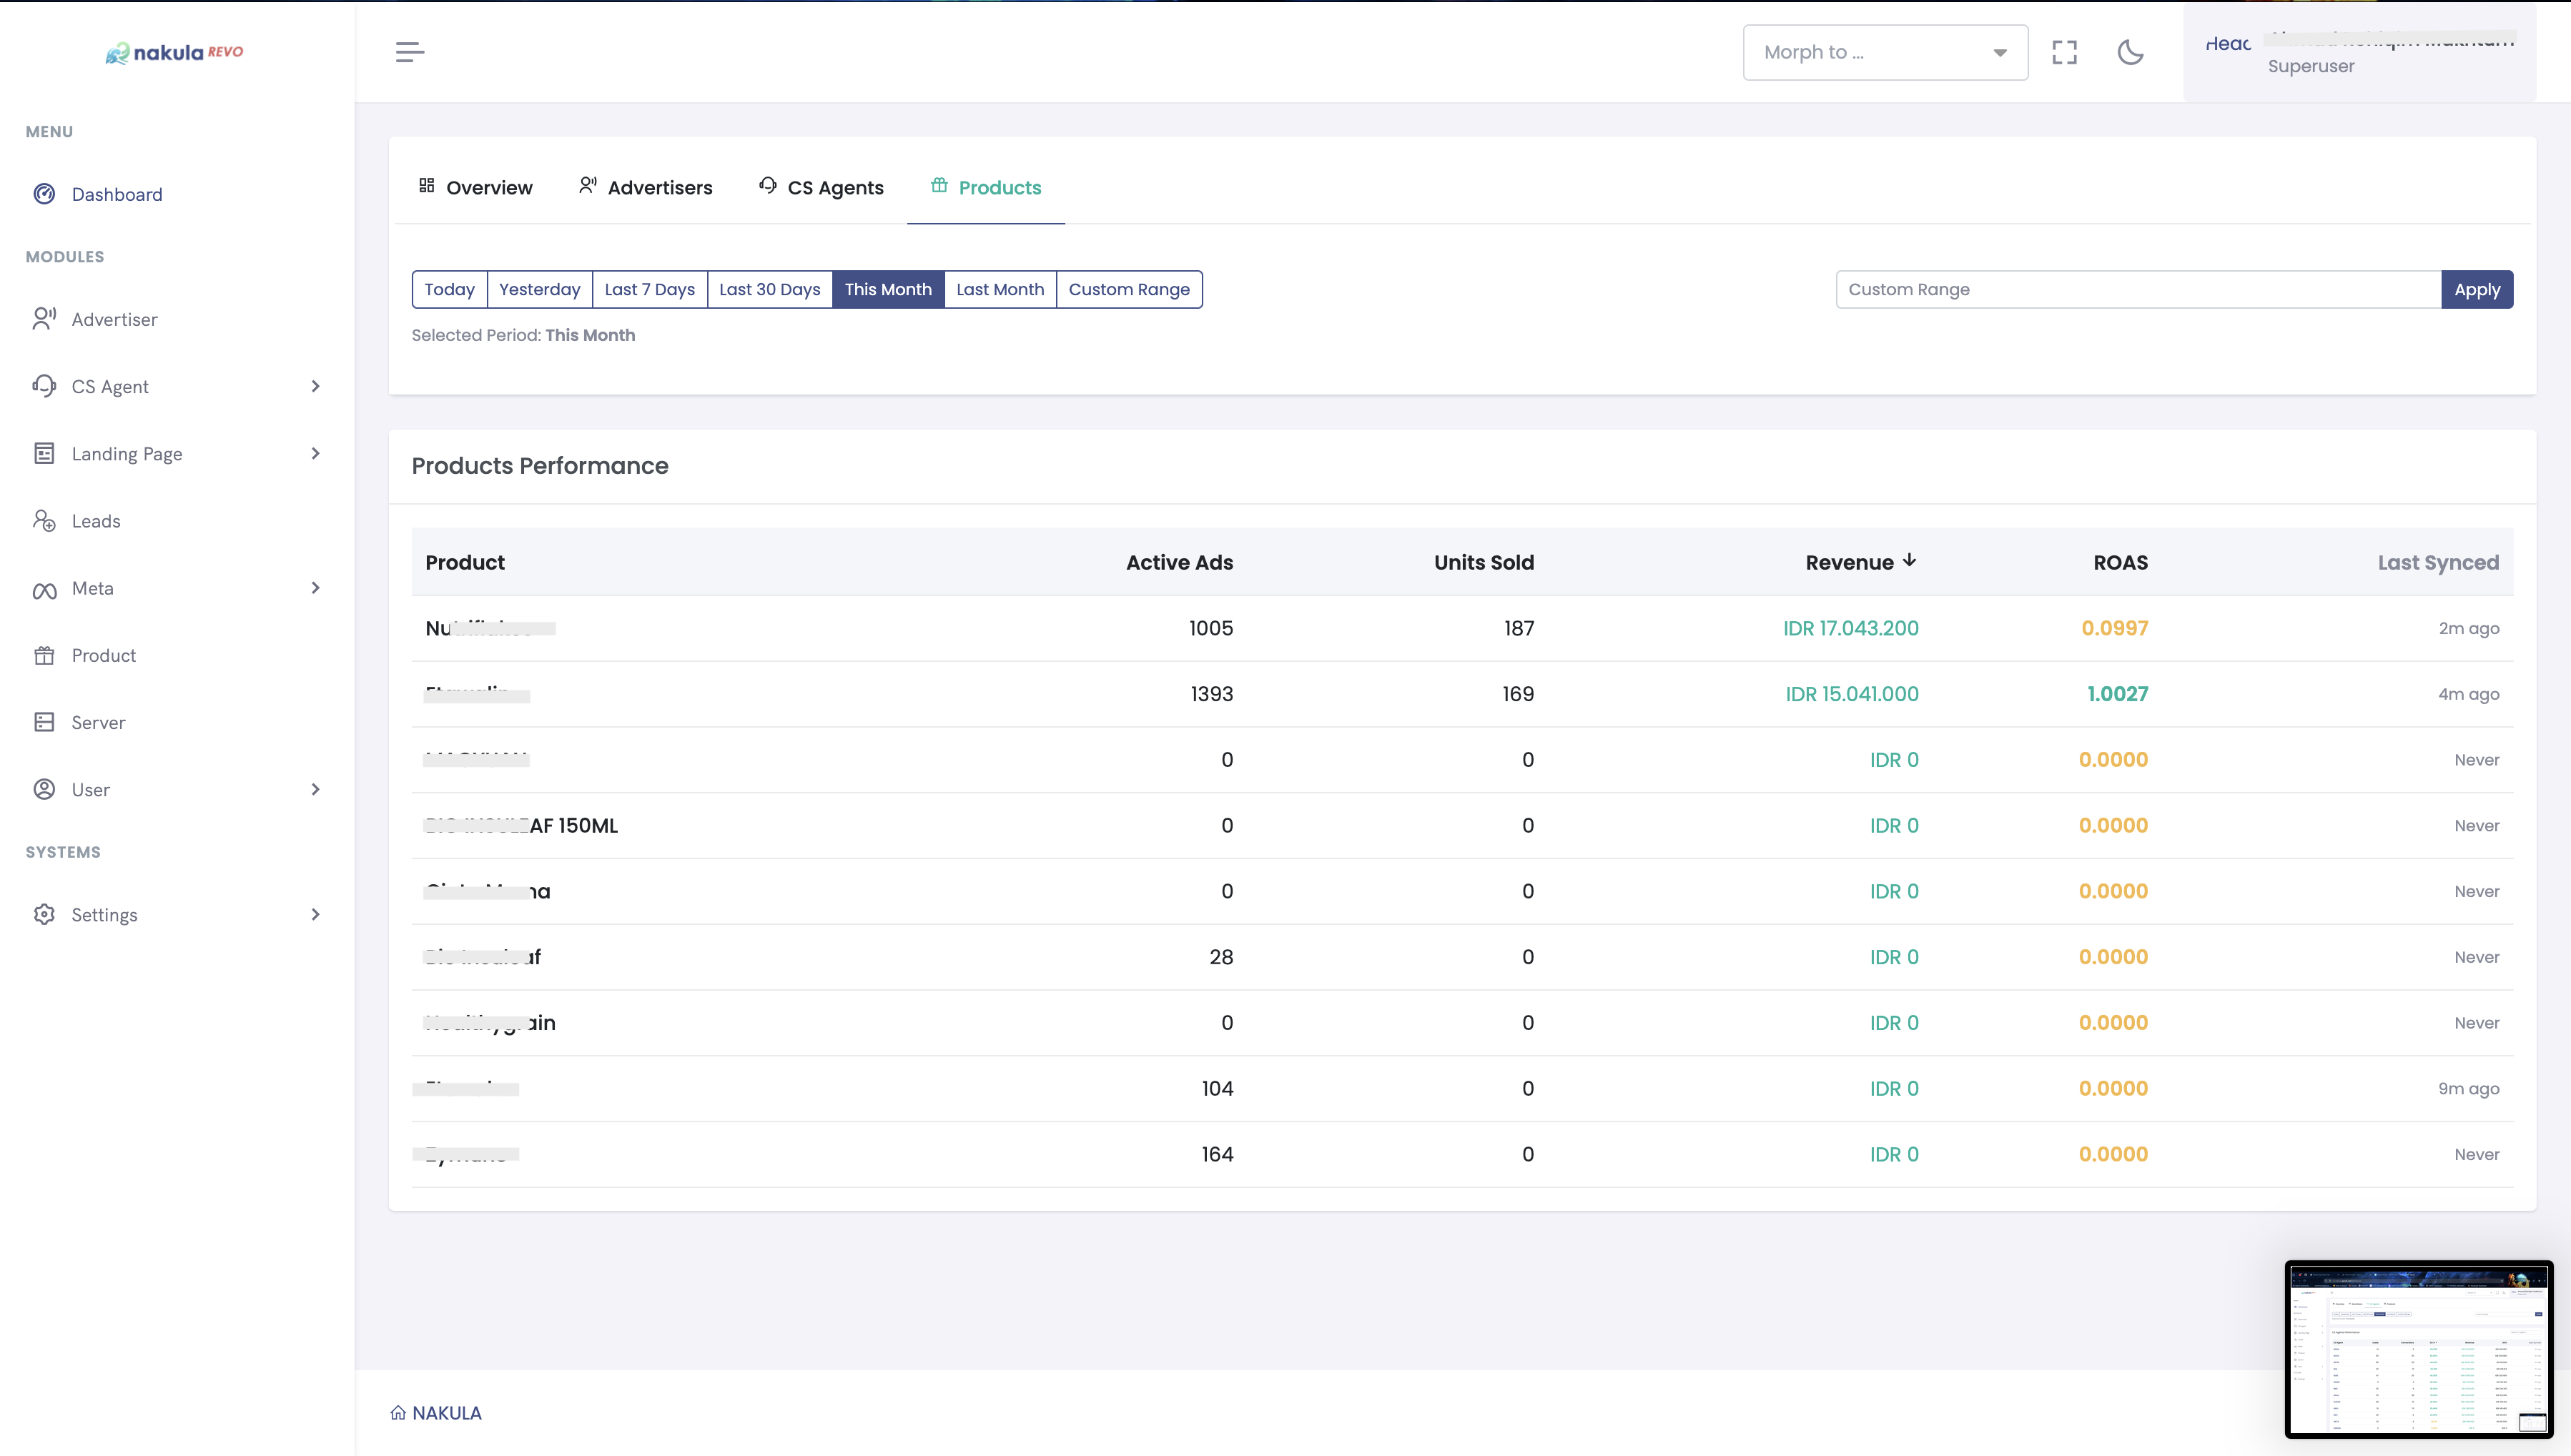 nakula REVO
Morph to ...
Head
Superuser
MENU
Dashboard
MODULES
Advertiser
CS Agent
Landing Page
Leads
Meta
Product
Server
User
SYSTEMS
Settings
Overview Advertisers CS Agents Products
Today Yesterday Last 7 Days Last 30 Days This Month Last Month Custom Range
Custom Range Apply
Selected Period: This Month
Products Performance
Product Active Ads Units Sold Revenue ↓ ROAS Last Synced
1005 187 IDR 17.043.200 0.0997 2m ago
1393 169 IDR 15.041.000 1.0027 4m ago
0 0 IDR 0 0.0000 Never
150ML 0 0 IDR 0 0.0000 Never
0 0 IDR 0 0.0000 Never
28 0 IDR 0 0.0000 Never
0 0 IDR 0 0.0000 Never
104 0 IDR 0 0.0000 9m ago
164 0 IDR 0 0.0000 Never
NAKULA